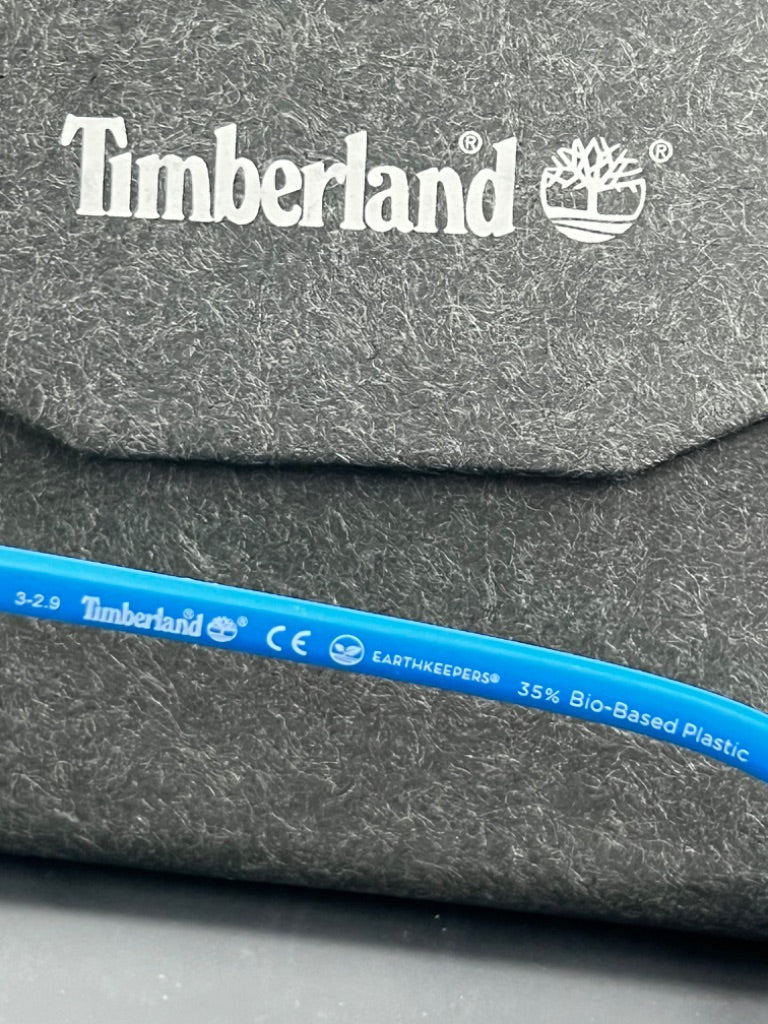 Timberland® ®
3-2.9 Timberland® ® CE EARTHKEEPERS® 35% Bio-Based Plastic